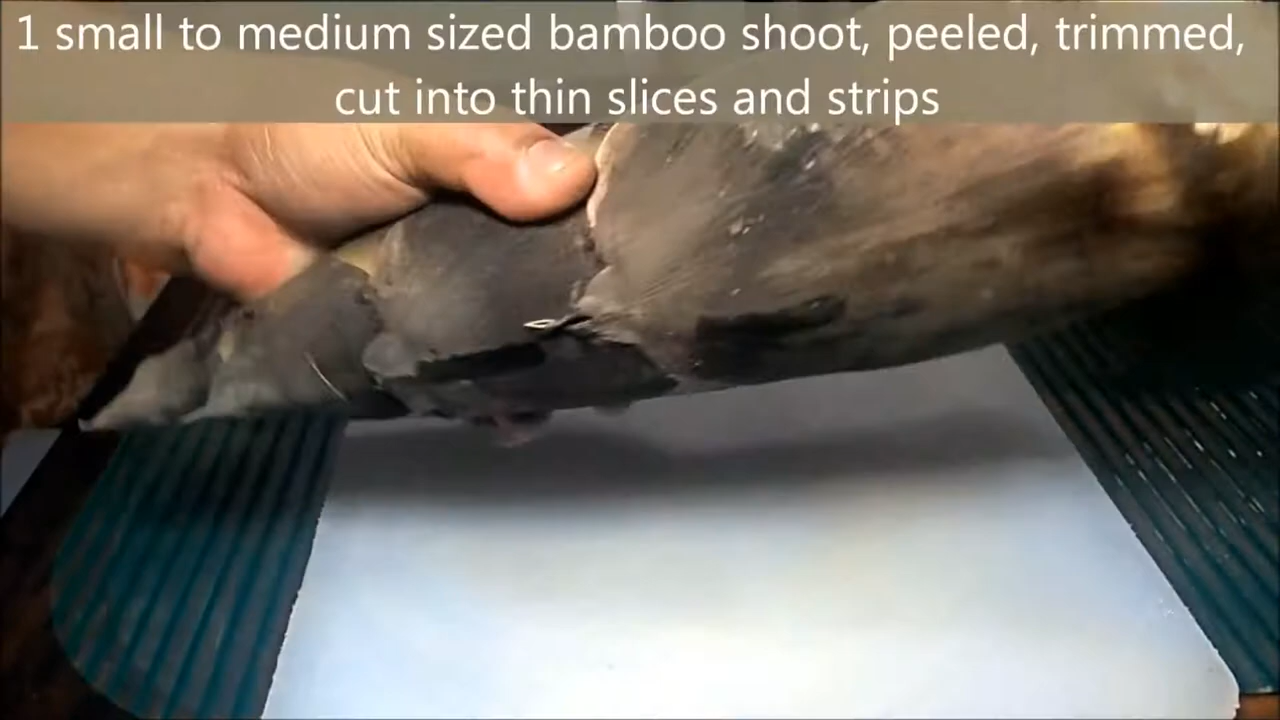 1 small to medium sized bamboo shoot, peeled, trimmed,
cut into thin slices and strips